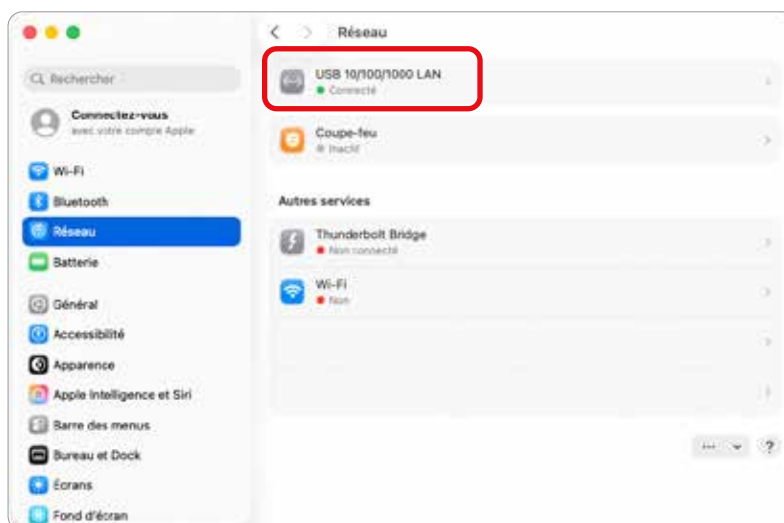 Réseau
Rechercher
Connectez-vous
avec votre compte Apple
Wi-Fi
Bluetooth
Réseau
Batterie
Général
Accessibilité
Apparence
Apple Intelligence et Siri
Barre des menus
Bureau et Dock
Écrans
Fond d'écran
USB 10/100/1000 LAN
Connecté
Coupe-feu
Inactif
Autres services
Thunderbolt Bridge
Non connecté
Wi-Fi
Non
?